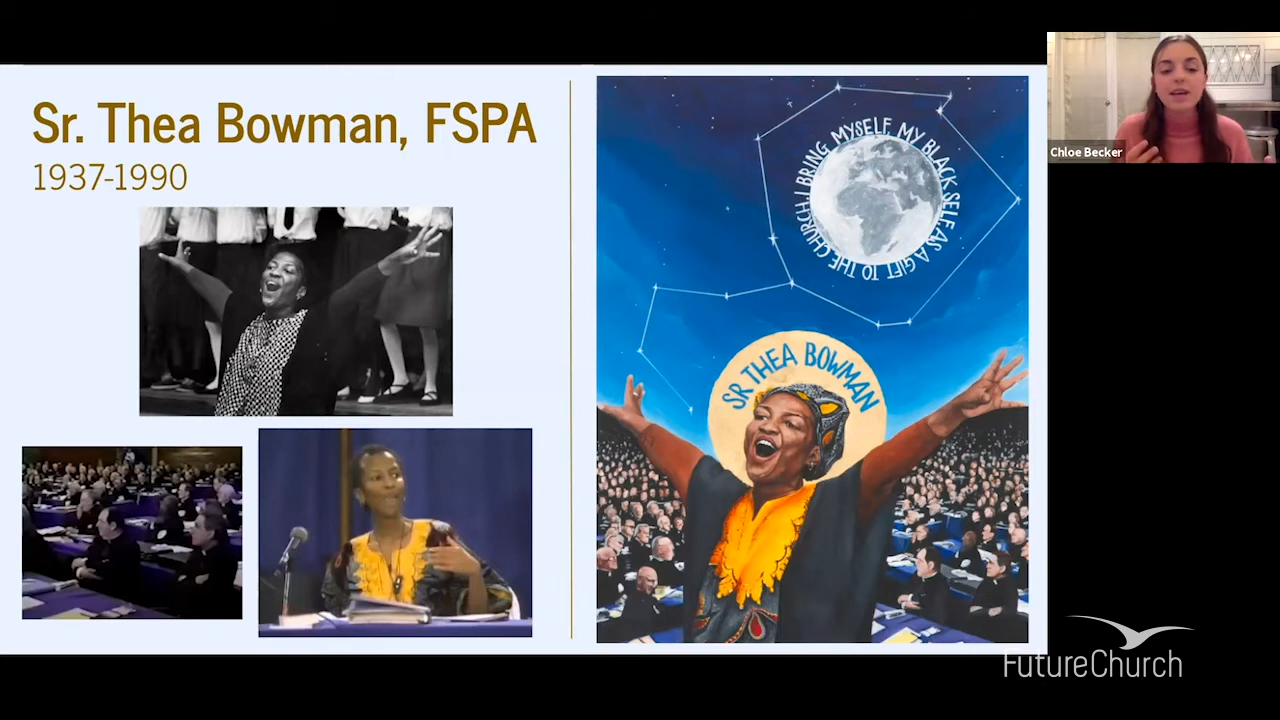 Sr. Thea Bowman, FSPA
1937-1990
I BRING MYSELF, MY BLACK SELF, AS A GIFT TO THE CHURCH.
SR THEA BOWMAN
Chloe Becker
FutureChurch